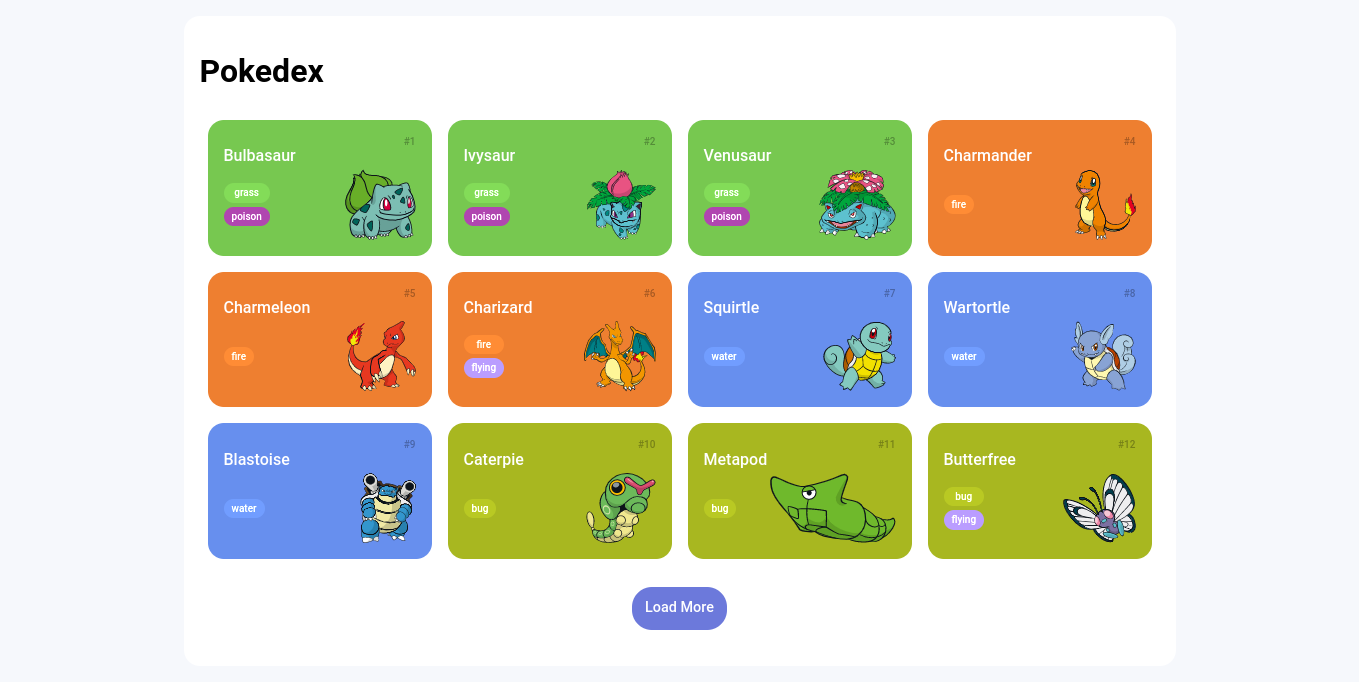 Pokedex
#1
Bulbasaur
grass
poison
#2
Ivysaur
grass
poison
#3
Venusaur
grass
poison
#4
Charmander
fire
#5
Charmeleon
fire
#6
Charizard
fire
flying
#7
Squirtle
water
#8
Wartortle
water
#9
Blastoise
water
#10
Caterpie
bug
#11
Metapod
bug
#12
Butterfree
bug
flying
Load More